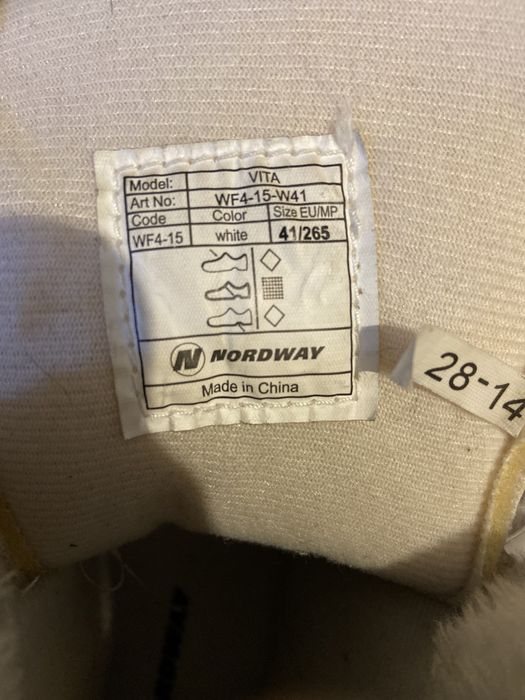 Model: VITA
Art No: WF4-15-W41
Code Color Size EU/MP
WF4-15 white 41/265
N NORDWAY
Made in China
28-14
NORDWAY